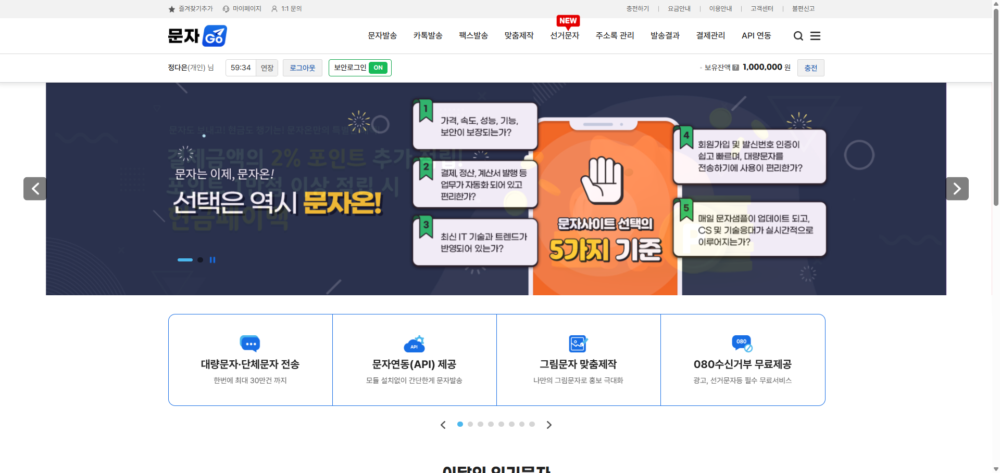 즐겨찾기추가 마이페이지 1:1 문의 충전하기 요금안내 이용안내 고객센터 불편신고
NEW
문자 GO 문자발송 카톡발송 팩스발송 맞춤제작 선거문자 주소록 관리 발송결과 결제관리 API 연동
정다은(개인) 님 59:34 연장 로그아웃 보안로그인 ON 보유잔액 ? 1,000,000 원 충전
문자도 보내고! 현금도 챙기는! 문자온만의 특별한
결제금액의 2% 포인트 추가 적립!
포인트 1만점 이상 적립 시
현금페이백
문자는 이제, 문자온!
선택은 역시 문자온!
1
가격, 속도, 성능, 기능,
보안이 보장되는가?
2
결제, 정산, 계산서 발행 등
업무가 자동화 되어 있고
편리한가?
3
최신 IT 기술과 트렌드가
반영되어 있는가?
문자사이트 선택의
5가지 기준
4
회원가입 및 발신번호 인증이
쉽고 빠르며, 대량문자를
전송하기에 사용이 편리한가?
5
매일 문자샘플이 업데이트 되고,
CS 및 기술응대가 실시간적으로
이루어지는가?
대량문자·단체문자 전송
한번에 최대 30만건 까지
API
문자연동(API) 제공
모듈 설치없이 간단한게 문자발송
그림문자 맞춤제작
나만의 그림문자로 홍보 극대화
080
080수신거부 무료제공
광고, 선거문자등 필수 무료서비스
이달의 인기문자